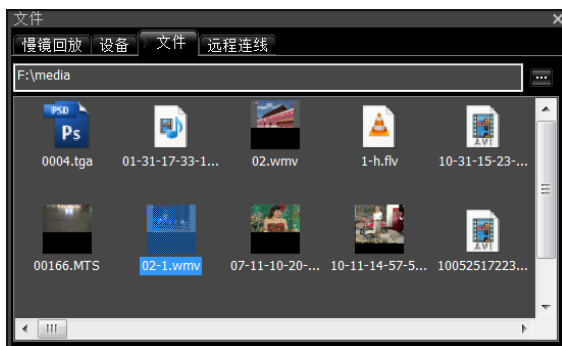 文件
慢镜回放 设备 文件 远程连线
F:\media
PSD
Ps
AVI
0004.tga 01-31-17-33-1... 02.wmv 1-h.flv 10-31-15-23-...
AVI
00166.MTS 02-1.wmv 07-11-10-20-... 10-11-14-57-5... 10052517223...